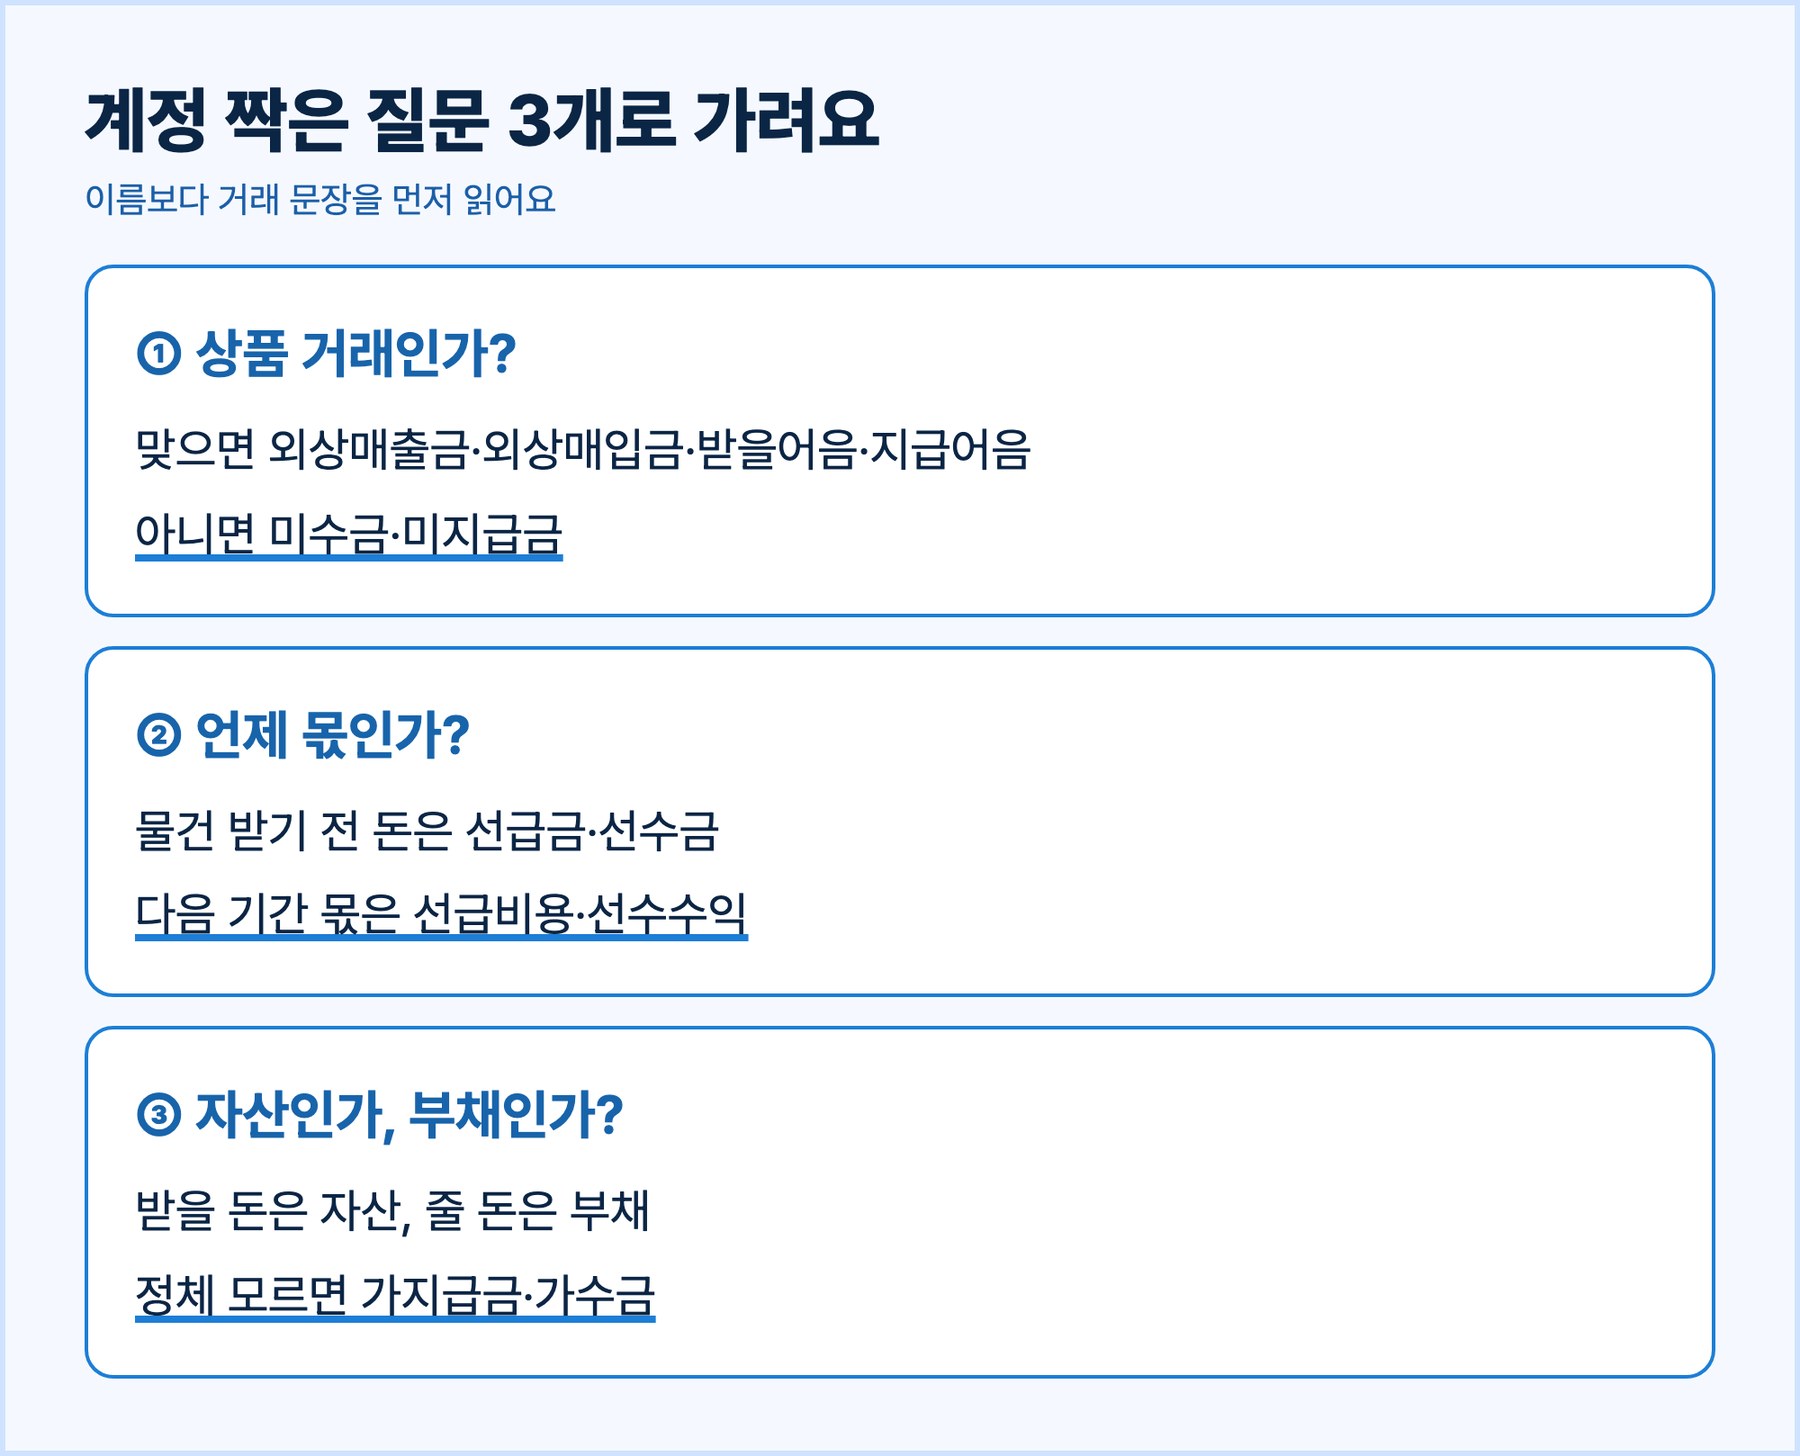 계정 짝은 질문 3개로 가려요
이름보다 거래 문장을 먼저 읽어요
① 상품 거래인가?
맞으면 외상매출금·외상매입금·받을어음·지급어음
아니면 미수금·미지급금
② 언제 몫인가?
물건 받기 전 돈은 선급금·선수금
다음 기간 몫은 선급비용·선수수익
③ 자산인가, 부채인가?
받을 돈은 자산, 줄 돈은 부채
정체 모르면 가지급금·가수금